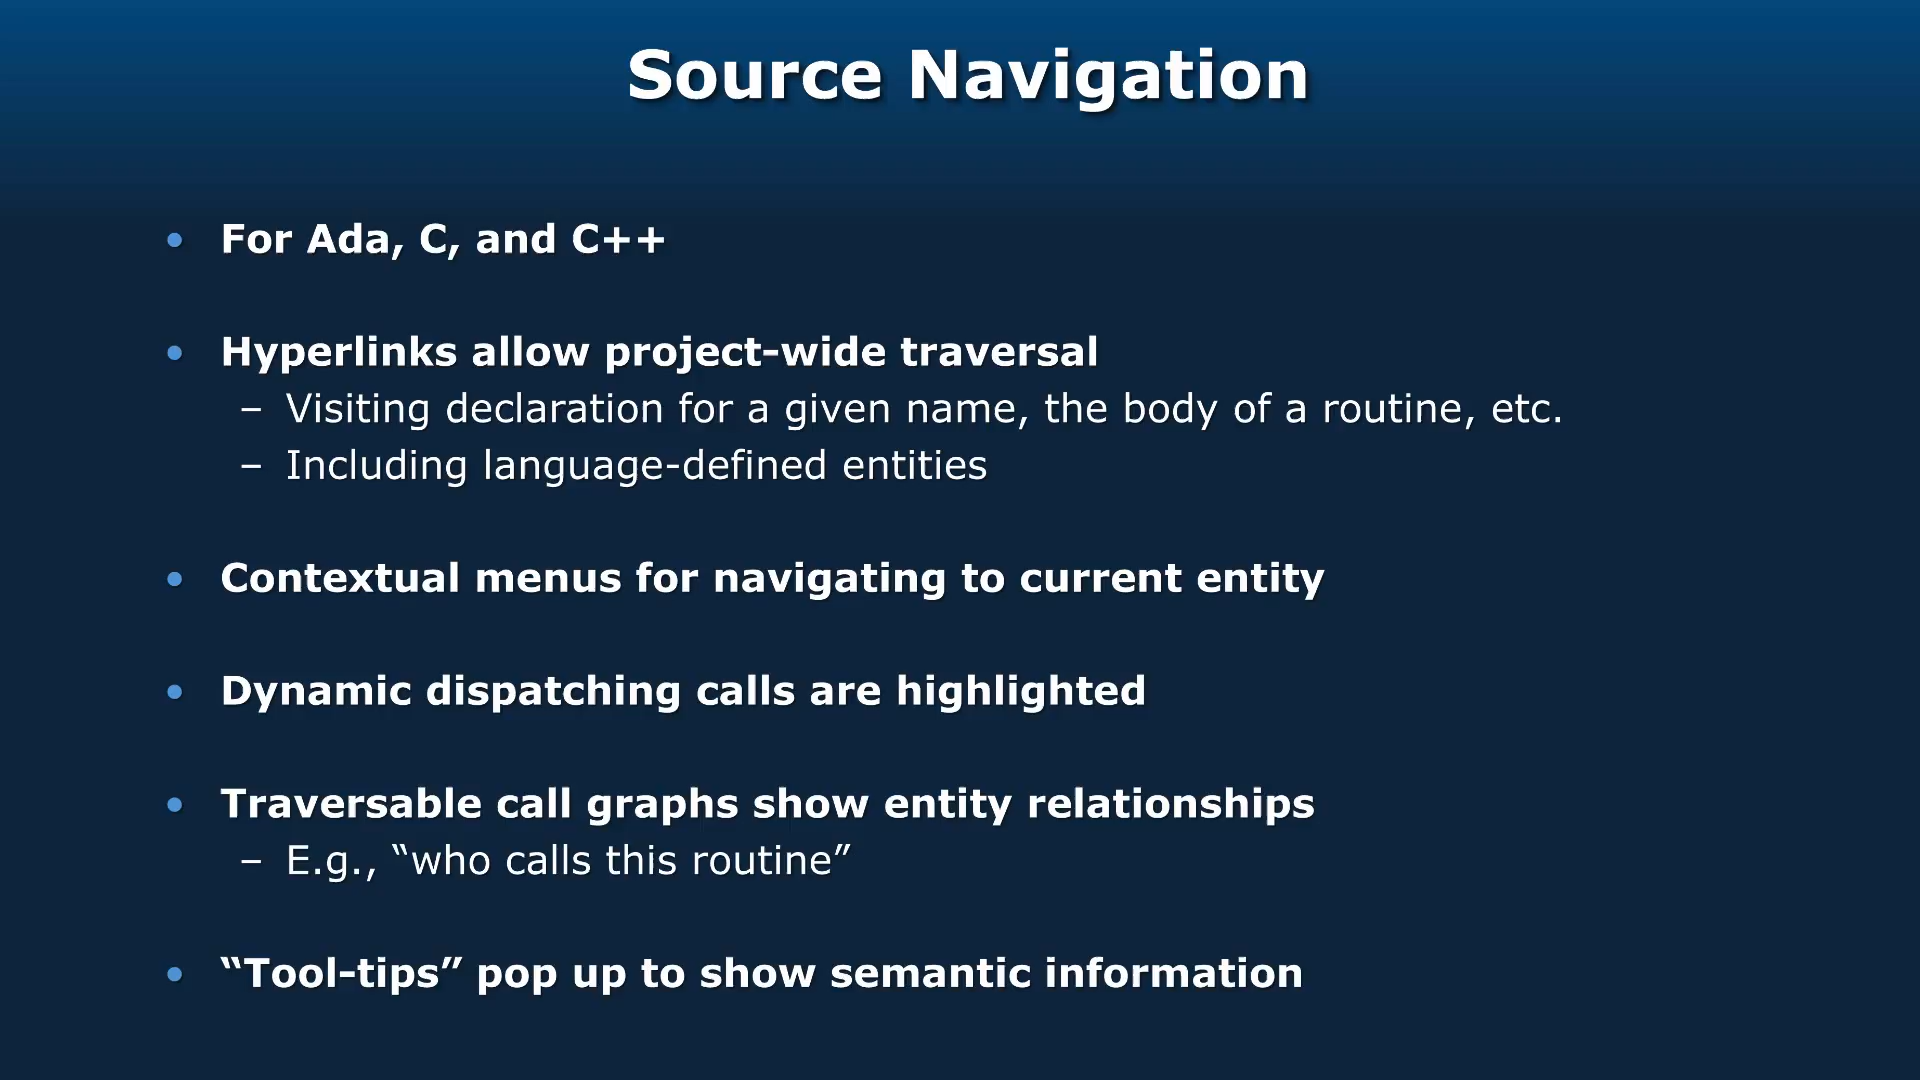 Source Navigation
• For Ada, C, and C++
• Hyperlinks allow project-wide traversal
– Visiting declaration for a given name, the body of a routine, etc.
– Including language-defined entities
• Contextual menus for navigating to current entity
• Dynamic dispatching calls are highlighted
• Traversable call graphs show entity relationships
– E.g., “who calls this routine”
• “Tool-tips” pop up to show semantic information